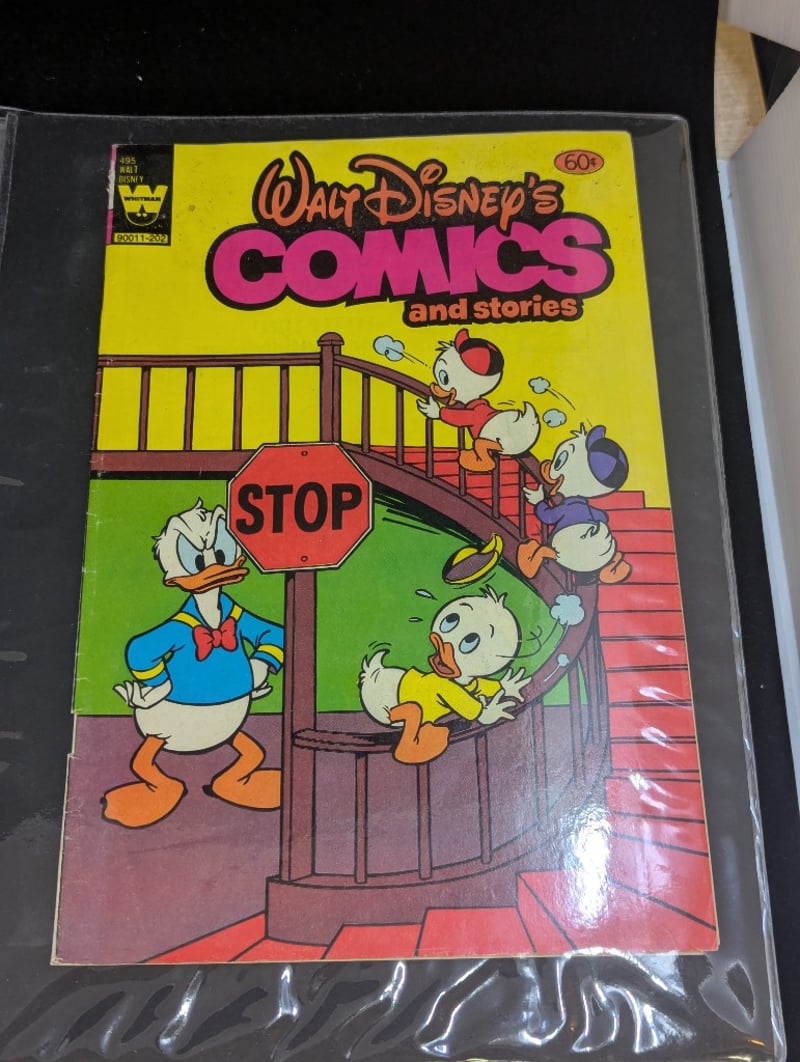 495
WALT
DISNEY
WHITMAN
90011-202
60¢
WALT DISNEY'S
COMICS
and stories
STOP